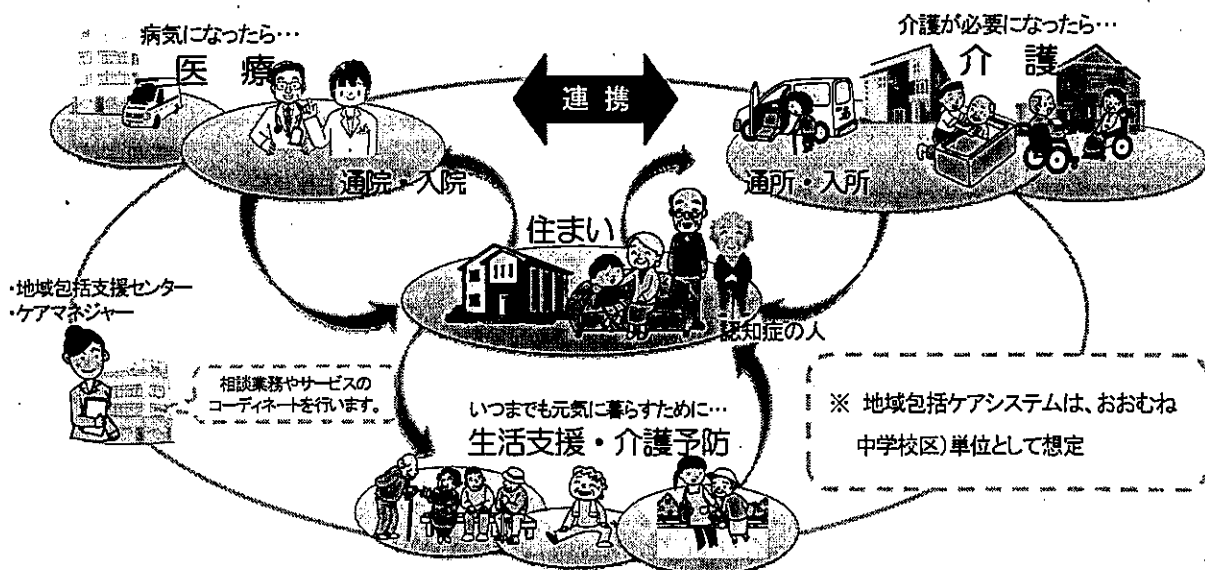 病気になったら…
医療
通院・入院
連携
介護が必要になったら…
介護
通所・入所
住まい
認知症の人
・地域包括支援センター
・ケアマネジャー
相談業務やサービスの
コーディネートを行います。
いつまでも元気に暮らすために…
生活支援・介護予防
※ 地域包括ケアシステムは、おおむね
中学校区)単位として想定